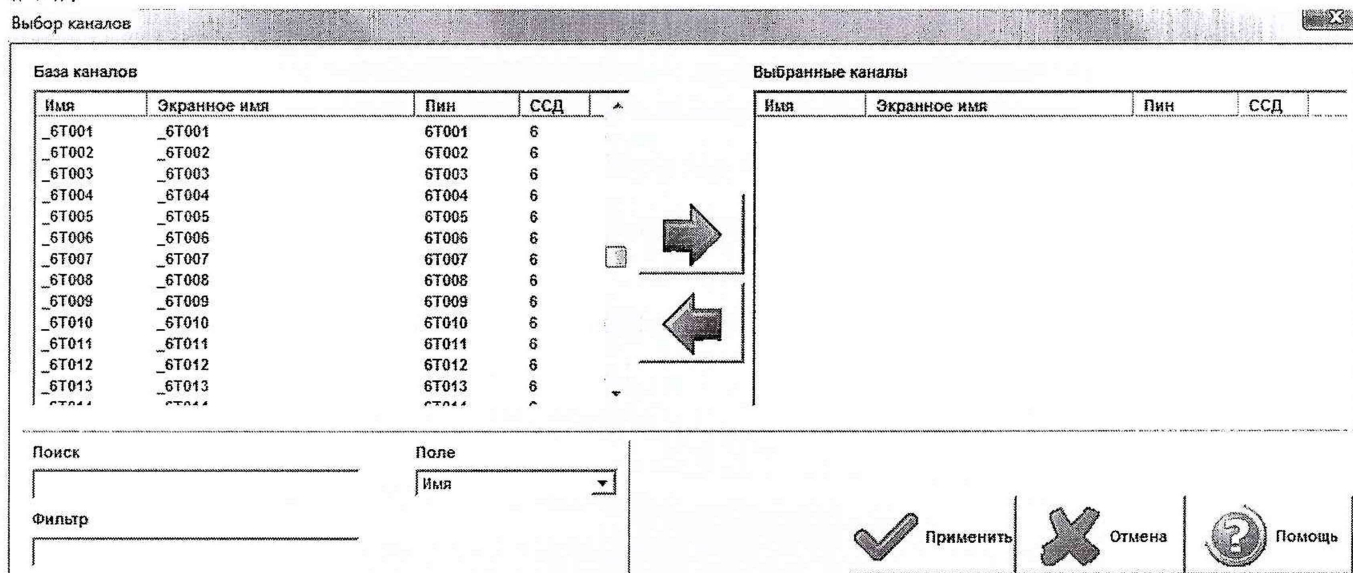 Выбор каналов
База каналов
Имя Экранное имя Пин ССД
_6T001 _6T001 6T001 6
_6T002 _6T002 6T002 6
_6T003 _6T003 6T003 6
_6T004 _6T004 6T004 6
_6T005 _6T005 6T005 6
_6T006 _6T006 6T006 6
_6T007 _6T007 6T007 6
_6T008 _6T008 6T008 6
_6T009 _6T009 6T009 6
_6T010 _6T010 6T010 6
_6T011 _6T011 6T011 6
_6T012 _6T012 6T012 6
_6T013 _6T013 6T013 6
Выбранные каналы
Имя Экранное имя Пин ССД
Поиск
Поле
Имя
Фильтр
Применить
Отмена
Помощь